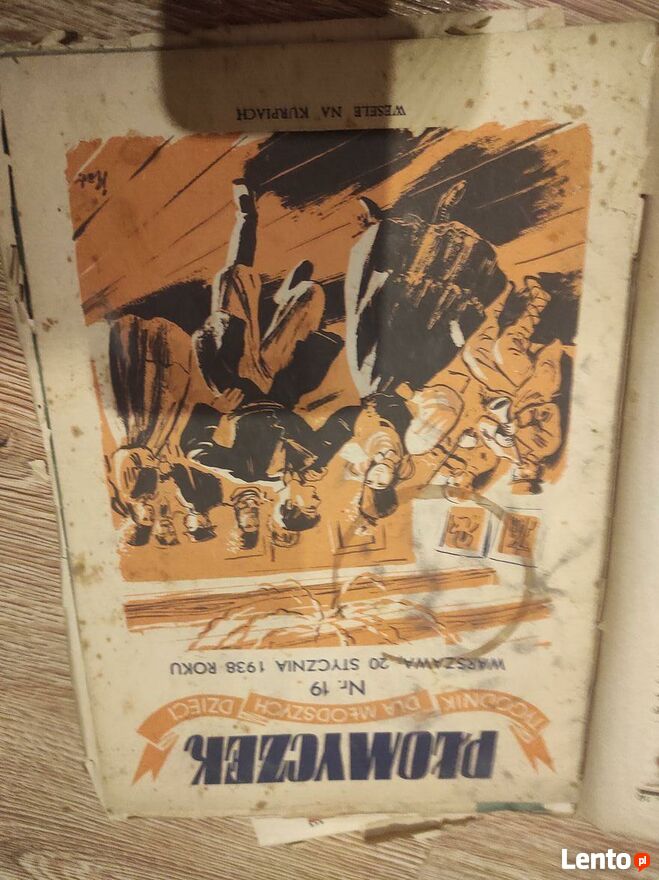 PŁOMYCZEK
TYGODNIK DLA MŁODSZYCH DZIECI
Nr. 19
WARSZAWA, 20 STYCZNIA 1938 ROKU
WESELE NA KURPIACH
Lento.pl